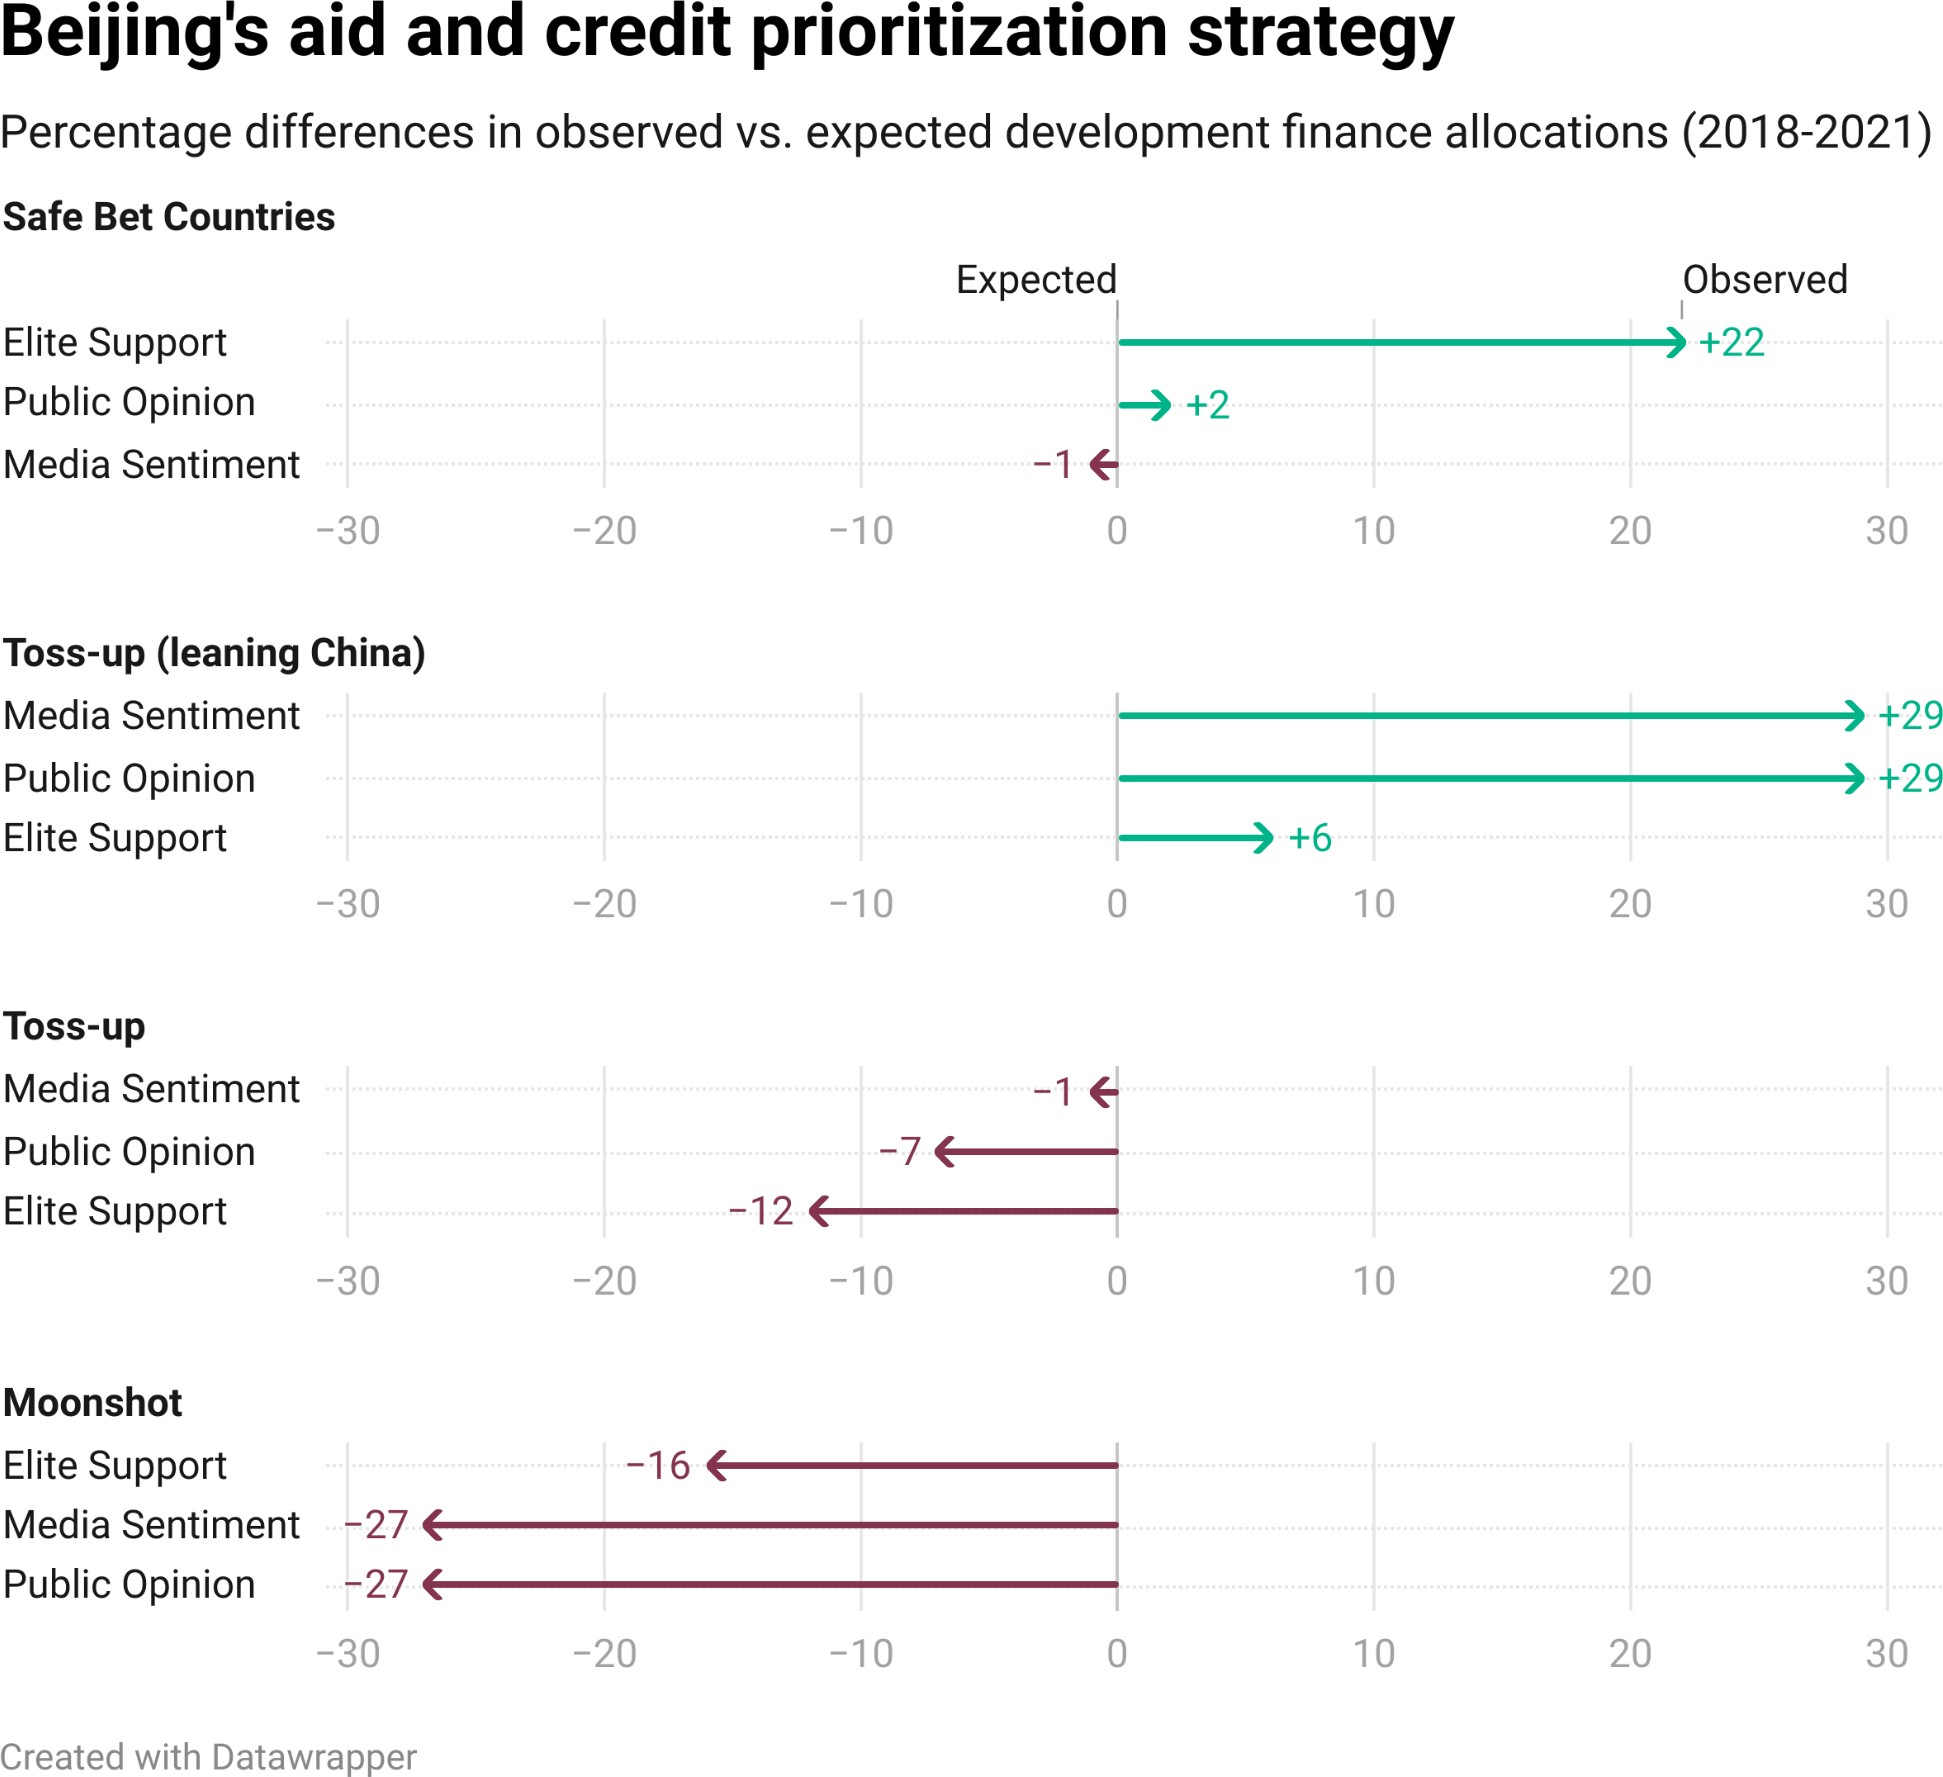 Beijing's aid and credit prioritization strategy
Percentage differences in observed vs. expected development finance allocations (2018-2021)
Safe Bet Countries
Expected Observed
Elite Support +22
Public Opinion +2
Media Sentiment −1
−30 −20 −10 0 10 20 30
Toss-up (leaning China)
Media Sentiment +29
Public Opinion +29
Elite Support +6
−30 −20 −10 0 10 20 30
Toss-up
Media Sentiment −1
Public Opinion −7
Elite Support −12
−30 −20 −10 0 10 20 30
Moonshot
Elite Support −16
Media Sentiment −27
Public Opinion −27
−30 −20 −10 0 10 20 30
Created with Datawrapper